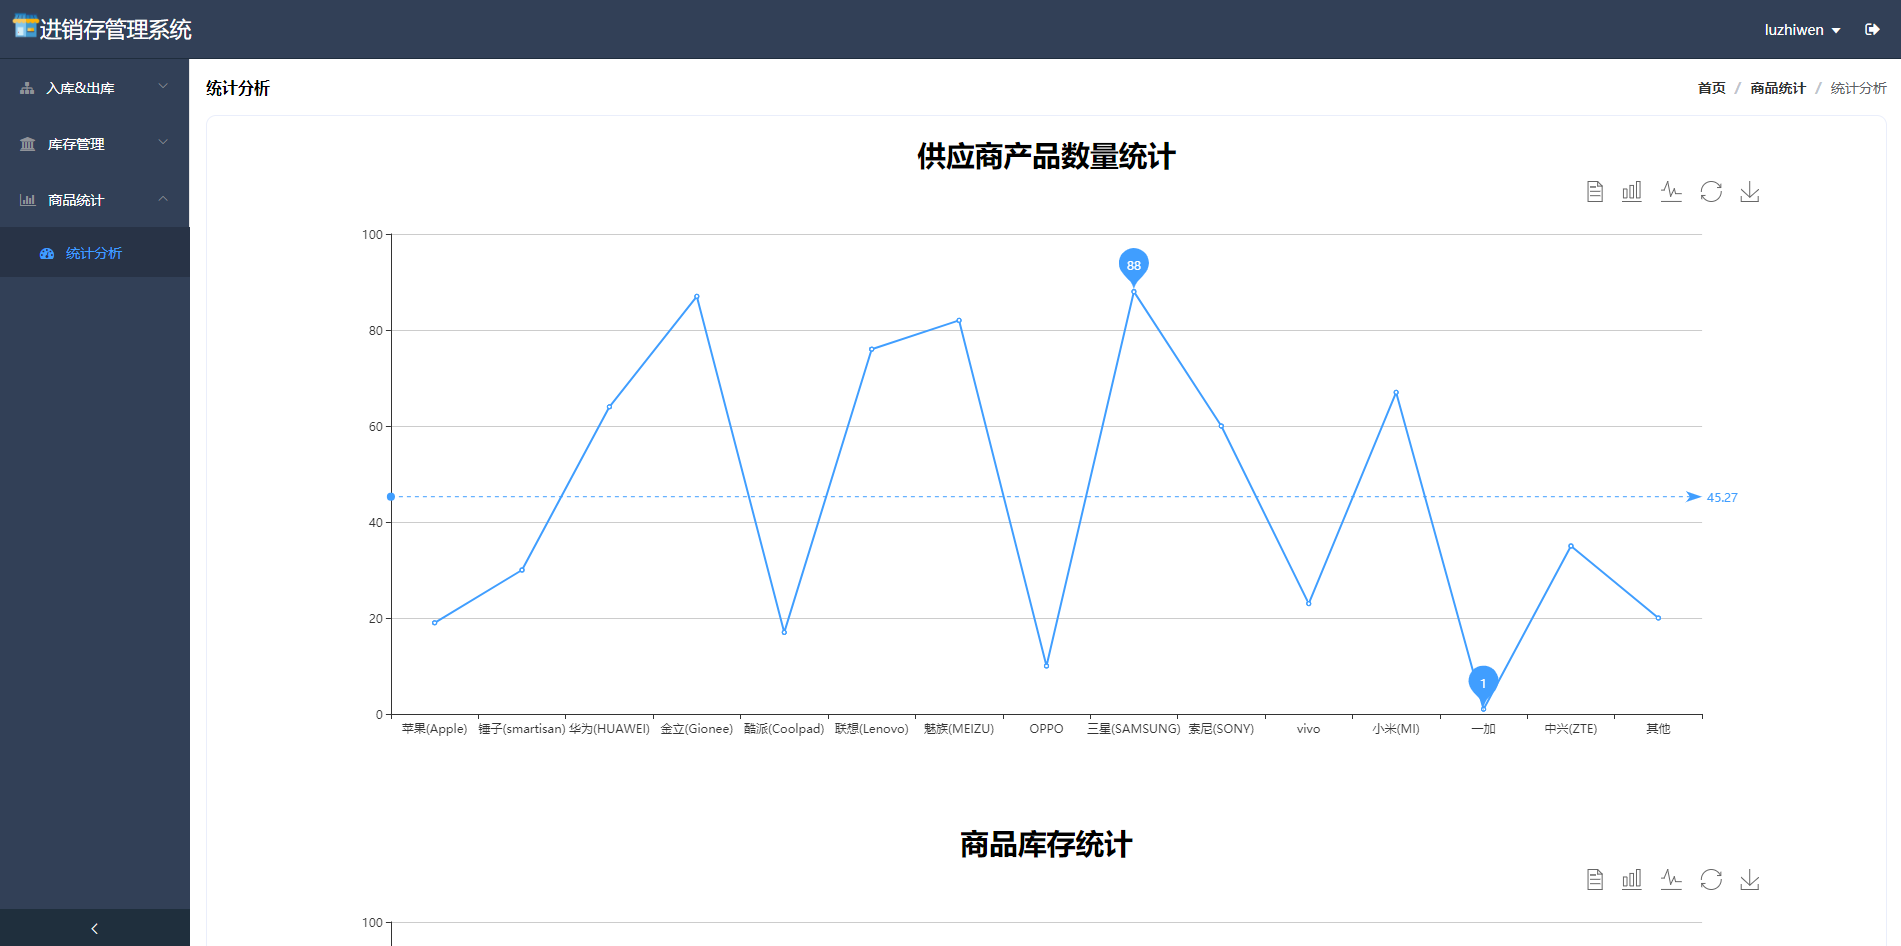 进销存管理系统
luzhiwen
入库&出库
库存管理
商品统计
统计分析
统计分析
首页 / 商品统计 / 统计分析
供应商产品数量统计
100
80
60
40
20
0
88
45.27
1
苹果(Apple) 锤子(smartisan) 华为(HUAWEI) 金立(Gionee) 酷派(Coolpad) 联想(Lenovo) 魅族(MEIZU) OPPO 三星(SAMSUNG) 索尼(SONY) vivo 小米(MI) 一加 中兴(ZTE) 其他
商品库存统计
100